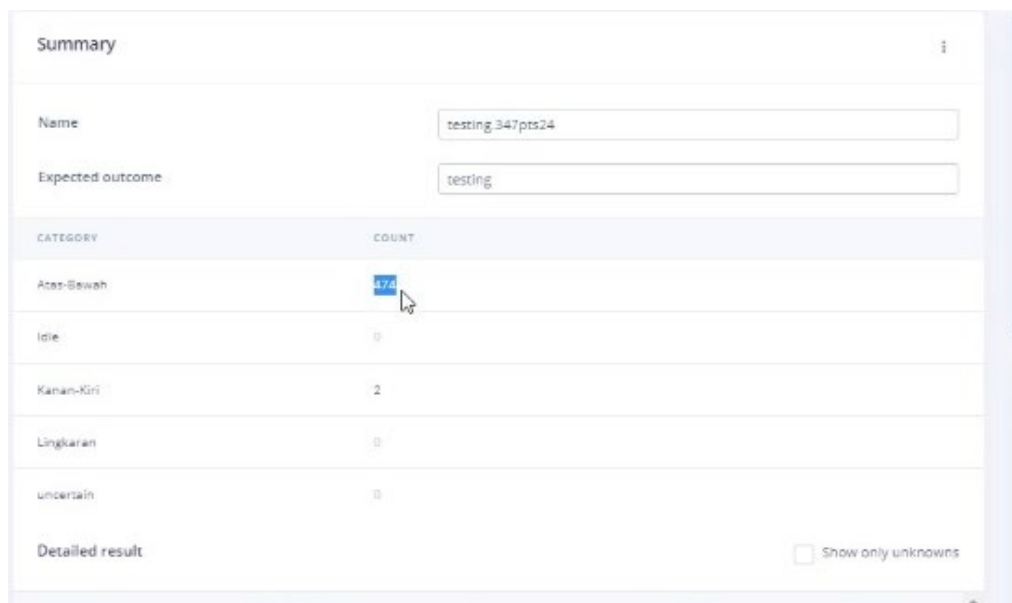 Summary
Name testing.347pts24
Expected outcome testing
CATEGORY COUNT
Atas-Bawah 474
Idle 0
Kanan-Kiri 2
Lingkaran 0
uncertain 0
Detailed result Show only unknowns